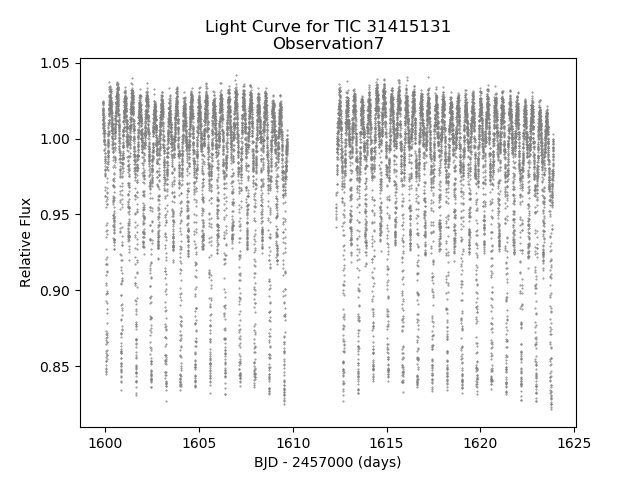 Light Curve for TIC 31415131
Observation7
1.05
1.00
0.95
0.90
0.85
Relative Flux
1600
1605
1610
1615
1620
1625
BJD - 2457000 (days)